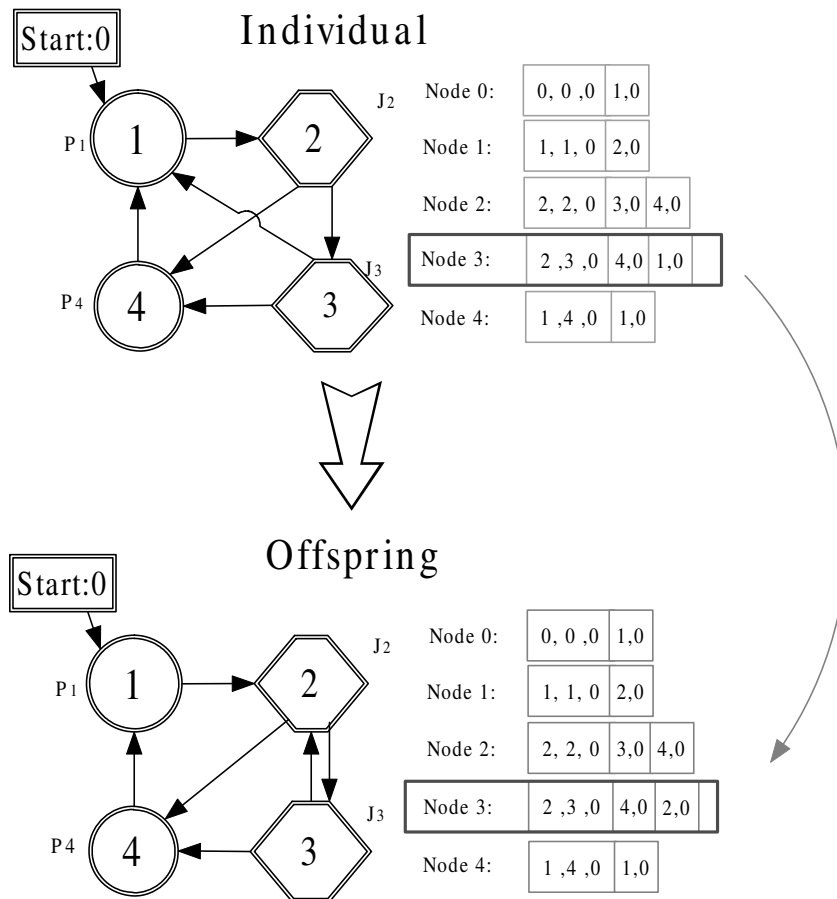 Individual
Start:0
J2
P1
1
2
Node 0: 0, 0 ,0 1,0
Node 1: 1, 1, 0 2,0
Node 2: 2, 2, 0 3,0 4,0
J3
Node 3: 2 ,3 ,0 4,0 1,0
P4
4
3
Node 4: 1 ,4 ,0 1,0
Offspring
Start:0
J2
P1
1
2
Node 0: 0, 0 ,0 1,0
Node 1: 1, 1, 0 2,0
Node 2: 2, 2, 0 3,0 4,0
J3
Node 3: 2 ,3 ,0 4,0 2,0
P4
4
3
Node 4: 1 ,4 ,0 1,0